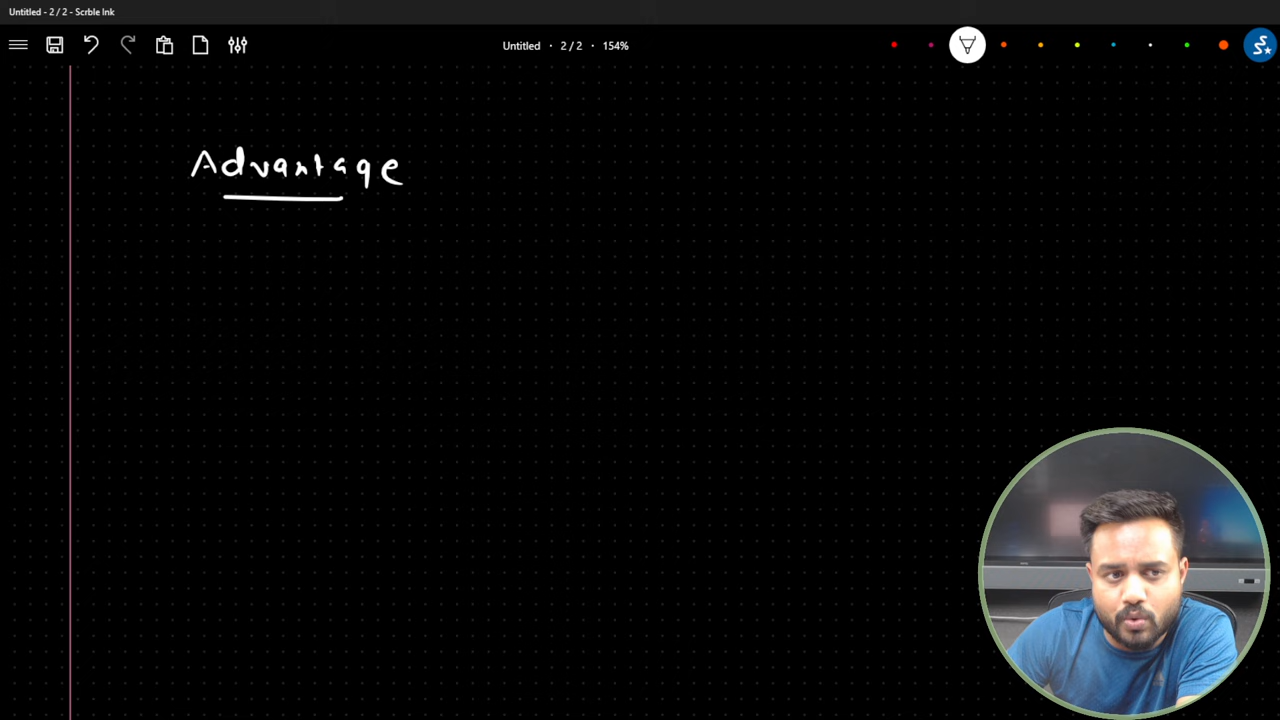 Untitled - 2 / 2 - Scrble Ink
Untitled · 2 / 2 · 154%
Advantage